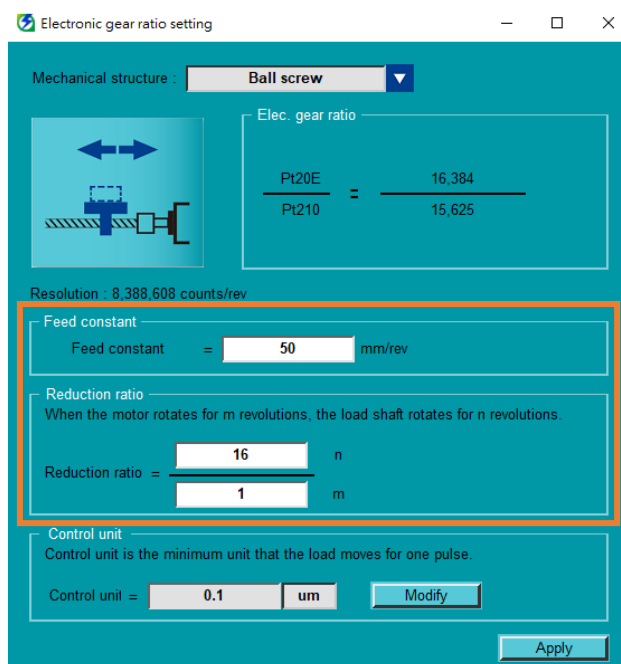 Electronic gear ratio setting
Mechanical structure : Ball screw
Elec. gear ratio
Pt20E = 16,384
Pt210 15,625
Resolution : 8,388,608 counts/rev
Feed constant
Feed constant = 50 mm/rev
Reduction ratio
When the motor rotates for m revolutions, the load shaft rotates for n revolutions.
16 n
Reduction ratio =
1 m
Control unit
Control unit is the minimum unit that the load moves for one pulse.
Control unit = 0.1 um Modify
Apply